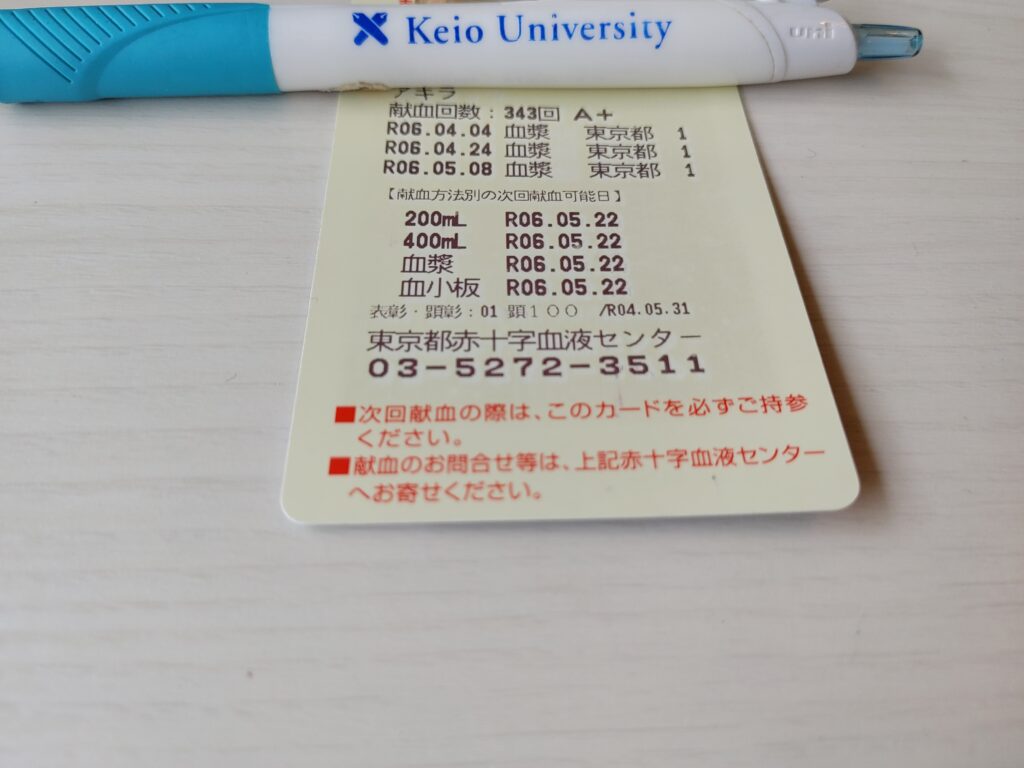 Keio University
uni
アキラ
献血回数：343回 A＋
R06.04.04 血漿 東京都 1
R06.04.24 血漿 東京都 1
R06.05.08 血漿 東京都 1
【献血方法別の次回献血可能日】
200mL R06.05.22
400mL R06.05.22
血漿 R06.05.22
血小板 R06.05.22
表彰・顕彰：01 顕100 /R04.05.31
東京都赤十字血液センター
03-5272-3511
■次回献血の際は、このカードを必ずご持参
ください。
■献血のお問合せ等は、上記赤十字血液センター
へお寄せください。